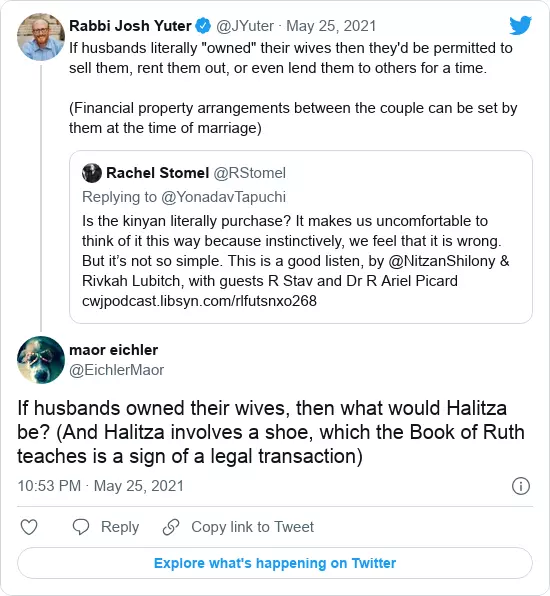 Rabbi Josh Yuter @JYuter · May 25, 2021
If husbands literally "owned" their wives then they'd be permitted to
sell them, rent them out, or even lend them to others for a time.
(Financial property arrangements between the couple can be set by
them at the time of marriage)
Rachel Stomel @RStomel
Replying to @YonadavTapuchi
Is the kinyan literally purchase? It makes us uncomfortable to
think of it this way because instinctively, we feel that it is wrong.
But it’s not so simple. This is a good listen, by @NitzanShilony &
Rivkah Lubitch, with guests R Stav and Dr R Ariel Picard
cwjpodcast.libsyn.com/rlfutsnxo268
maor eichler
@EichlerMaor
If husbands owned their wives, then what would Halitza
be? (And Halitza involves a shoe, which the Book of Ruth
teaches is a sign of a legal transaction)
10:53 PM · May 25, 2021
Reply Copy link to Tweet
Explore what's happening on Twitter